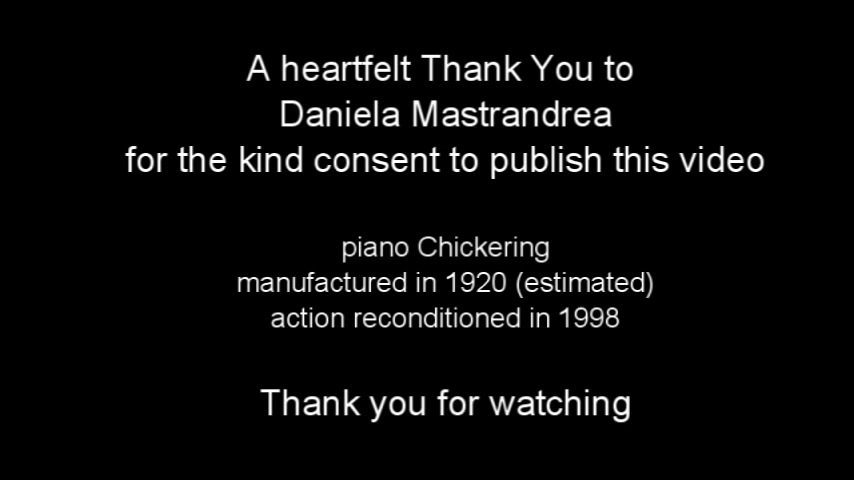 A heartfelt Thank You to
Daniela Mastrandrea
for the kind consent to publish this video
piano Chickering
manufactured in 1920 (estimated)
action reconditioned in 1998
Thank you for watching